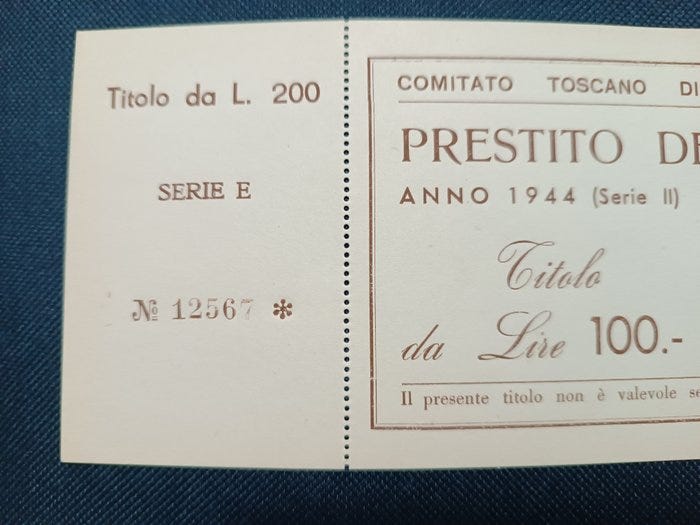 Titolo da L. 200
SERIE E
№ 12567 *
COMITATO TOSCANO DI
PRESTITO DE
ANNO 1944 (Serie II)
Titolo
da Lire 100.-
Il presente titolo non è valevole se